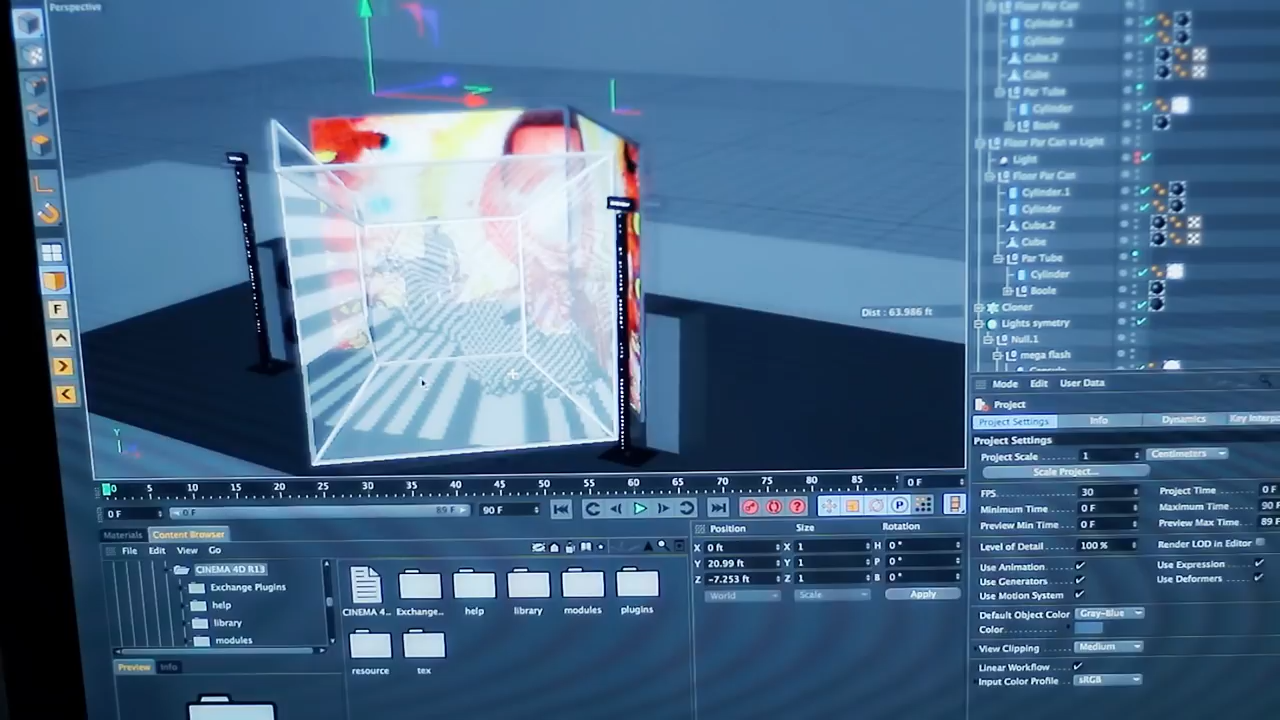 Perspective
Floor Par Can
Cylinder.1
Cylinder
Cube.2
Cube
Par Tube
Cylinder
Boole
Floor Par Can w Light
Light
Floor Par Can
Cylinder.1
Cylinder
Cube.2
Cube
Par Tube
Cylinder
Boole
Cloner
Lights symetry
Null.1
mega flash
Dist : 63.986 ft
Y
F
0 5 10 15 20 25 30 35 40 45 50 55 60 65 70 75 80 85
0 F
0 F
0 F
89 F
90 F
P
Mode Edit User Data
Project
Project Settings Info Dynamics Key Interpo
Project Settings
Project Scale 1 Centimeters
Scale Project...
FPS 30 Project Time 0 F
Minimum Time 0 F Maximum Time 90 F
Preview Min Time 0 F Preview Max Time 89 F
Level of Detail 100 % Render LOD in Editor
Use Animation Use Expression
Use Generators Use Deformers
Use Motion System
Default Object Color Gray-Blue
Color
View Clipping Medium
Linear Workflow
Input Color Profile sRGB
Materials Content Browser
File Edit View Go
CINEMA 4D R13
Exchange Plugins
help
library
modules
CINEMA 4... Exchange... help library modules plugins
resource tex
Preview Info
Position Size Rotation
X 0 ft X 1 H 0 °
Y 20.99 ft Y 1 P 0 °
Z -7.253 ft Z 1 B 0 °
World Scale Apply